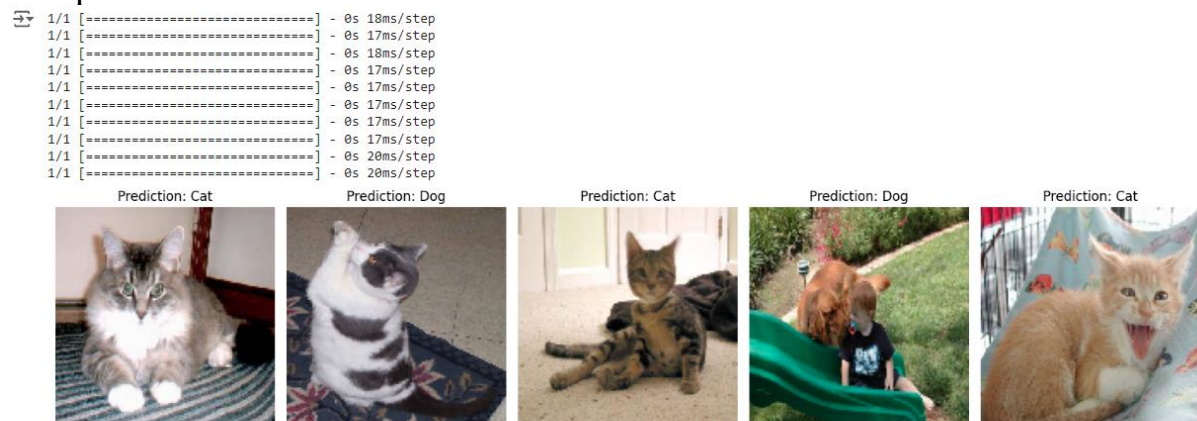 1/1 [==============================] - 0s 18ms/step
1/1 [==============================] - 0s 17ms/step
1/1 [==============================] - 0s 18ms/step
1/1 [==============================] - 0s 17ms/step
1/1 [==============================] - 0s 17ms/step
1/1 [==============================] - 0s 17ms/step
1/1 [==============================] - 0s 17ms/step
1/1 [==============================] - 0s 17ms/step
1/1 [==============================] - 0s 20ms/step
1/1 [==============================] - 0s 20ms/step
Prediction: Cat Prediction: Dog Prediction: Cat Prediction: Dog Prediction: Cat